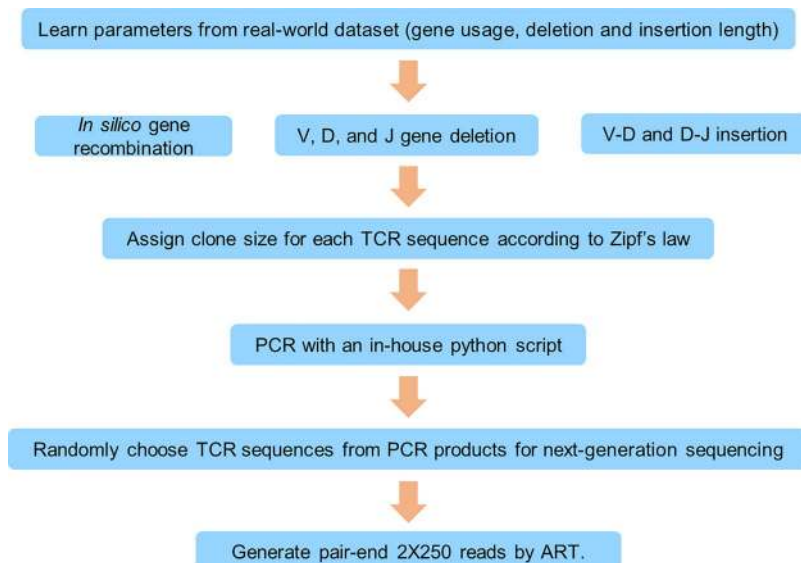 Learn parameters from real-world dataset (gene usage, deletion and insertion length)
In silico gene
recombination
V, D, and J gene deletion
V-D and D-J insertion
Assign clone size for each TCR sequence according to Zipf's law
PCR with an in-house python script
Randomly choose TCR sequences from PCR products for next-generation sequencing
Generate pair-end 2X250 reads by ART.